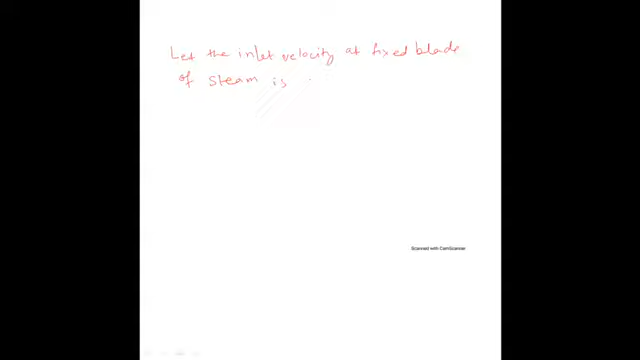 Let the inlet velocity at fixed blade
of steam is
Scanned with CamScanner